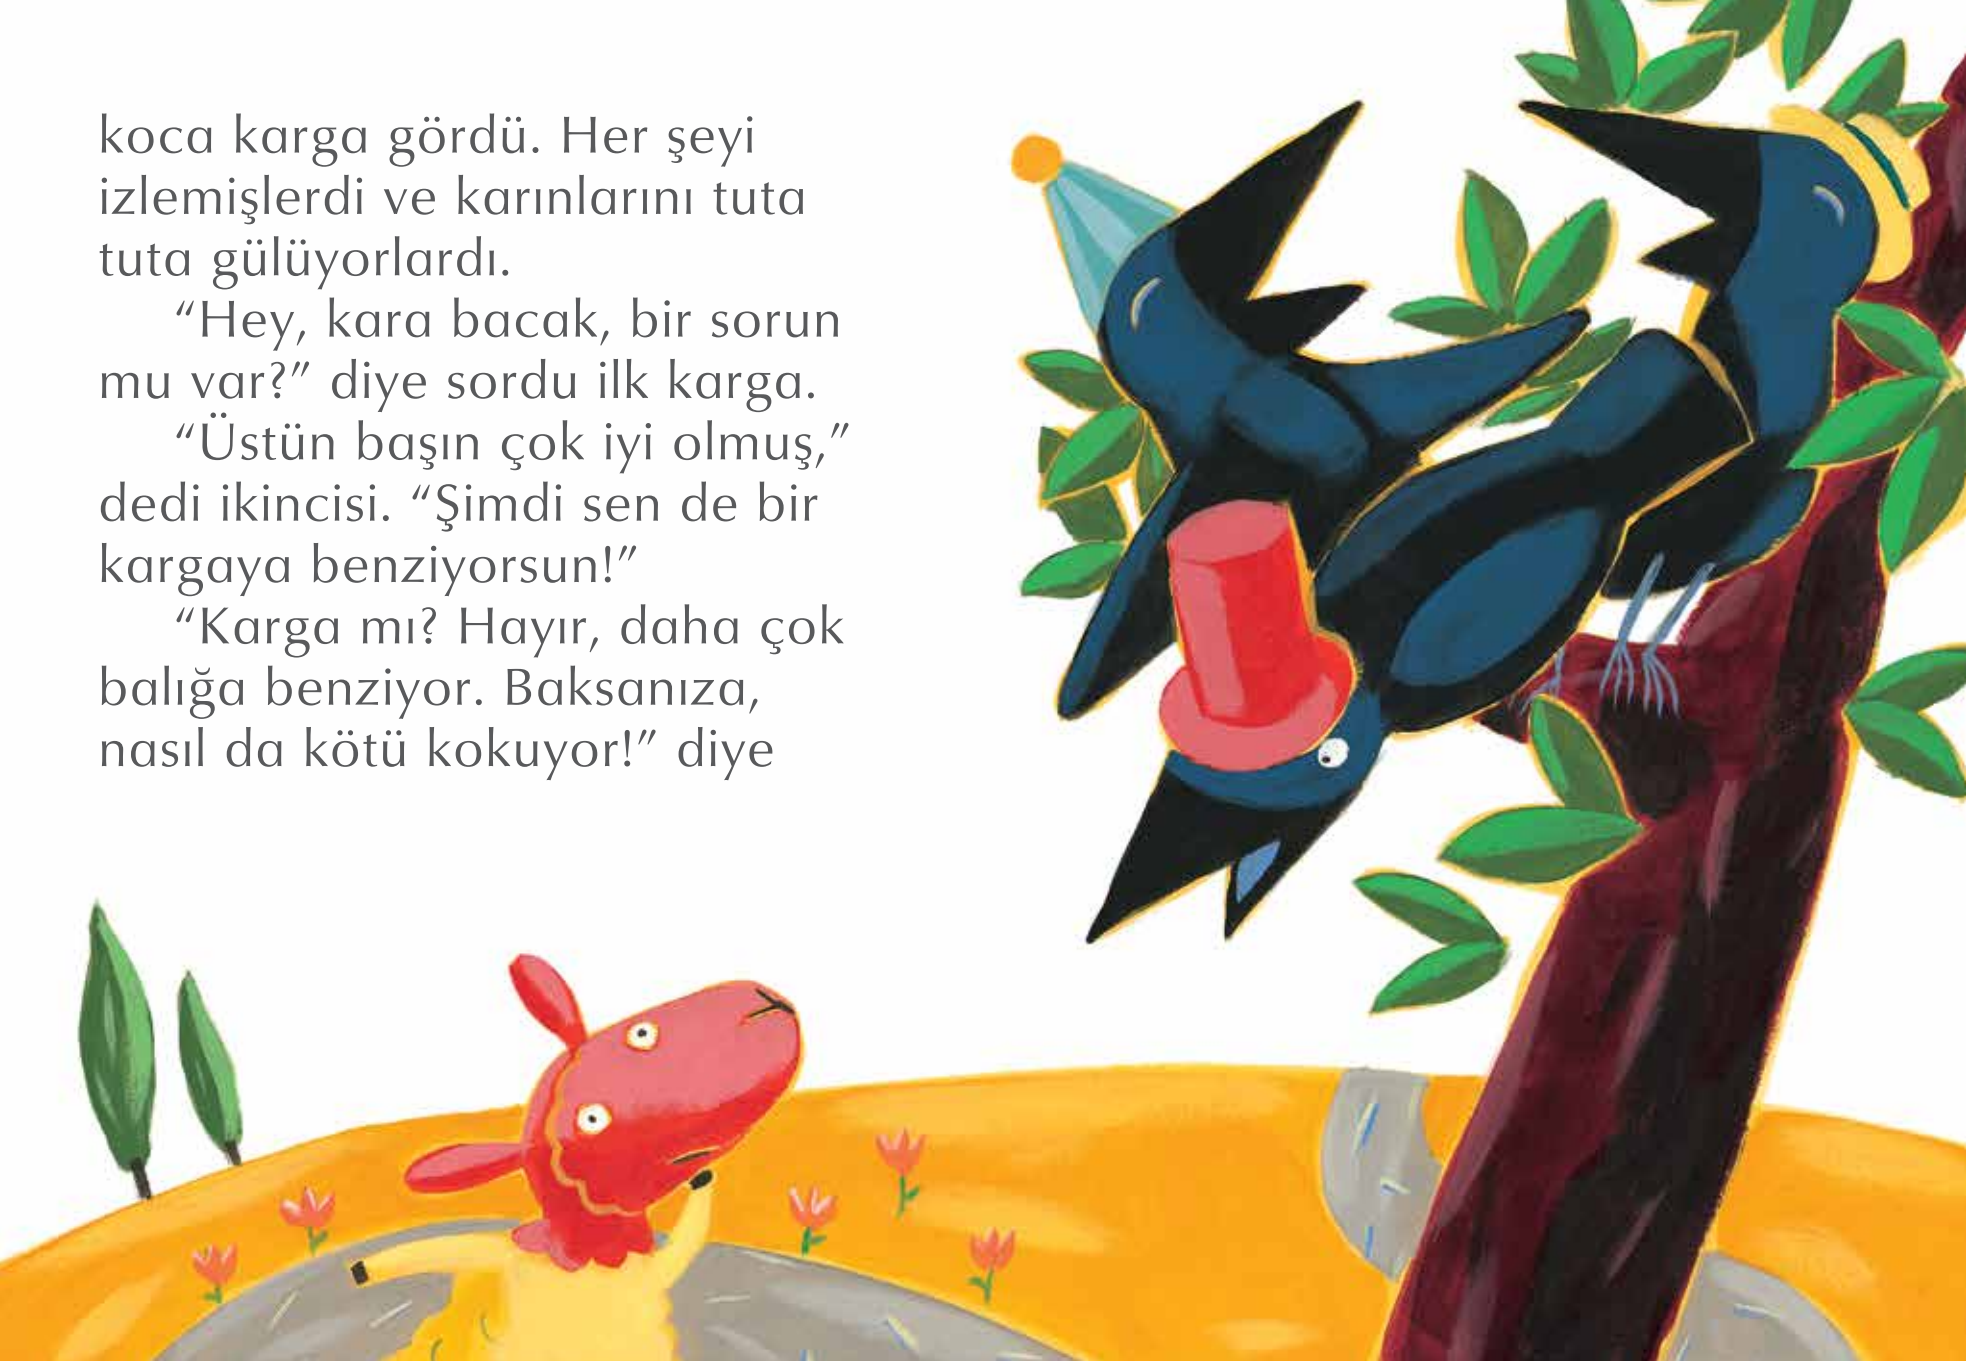 koca karga gördü. Her şeyi
izlemişlerdi ve karınlarını tuta
tuta gülüyorlardı.
“Hey, kara bacak, bir sorun
mu var?” diye sordu ilk karga.
“Üstün başın çok iyi olmuş,”
dedi ikincisi. “Şimdi sen de bir
kargaya benziyorsun!”
“Karga mı? Hayır, daha çok
balığa benziyor. Baksanıza,
nasıl da kötü kokuyor!” diye